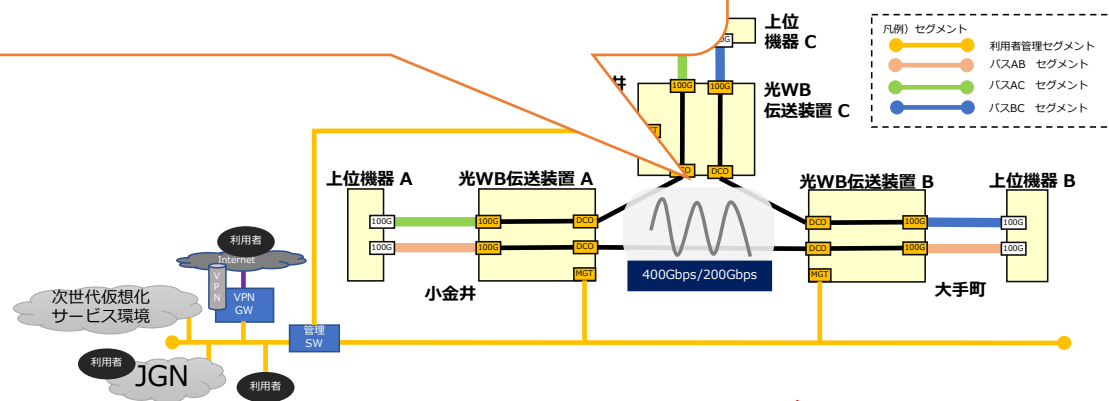 上位
機器 C
100G
凡例）セグメント
利用者管理セグメント
パスAB セグメント
パスAC セグメント
パスBC セグメント
井
100G
100G
光WB
伝送装置 C
DCO
DCO
上位機器 A
光WB伝送装置 A
光WB伝送装置 B
上位機器 B
100G
100G
DCO
DCO
100G
100G
100G
100G
DCO
DCO
100G
100G
MGT
MGT
400Gbps/200Gbps
小金井
大手町
利用者
Internet
VPN
VPN
GW
次世代仮想化
サービス環境
管理
SW
利用者
JGN
利用者